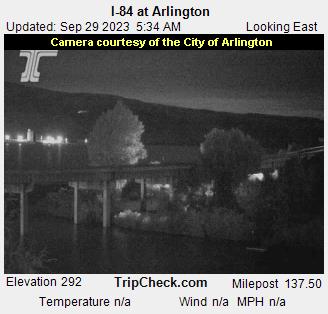 I-84 at Arlington
Updated: Sep 29 2023 5:34 AM Looking East
Camera courtesy of the City of Arlington
Elevation 292 TripCheck.com Milepost 137.50
Temperature n/a Wind n/a MPH n/a